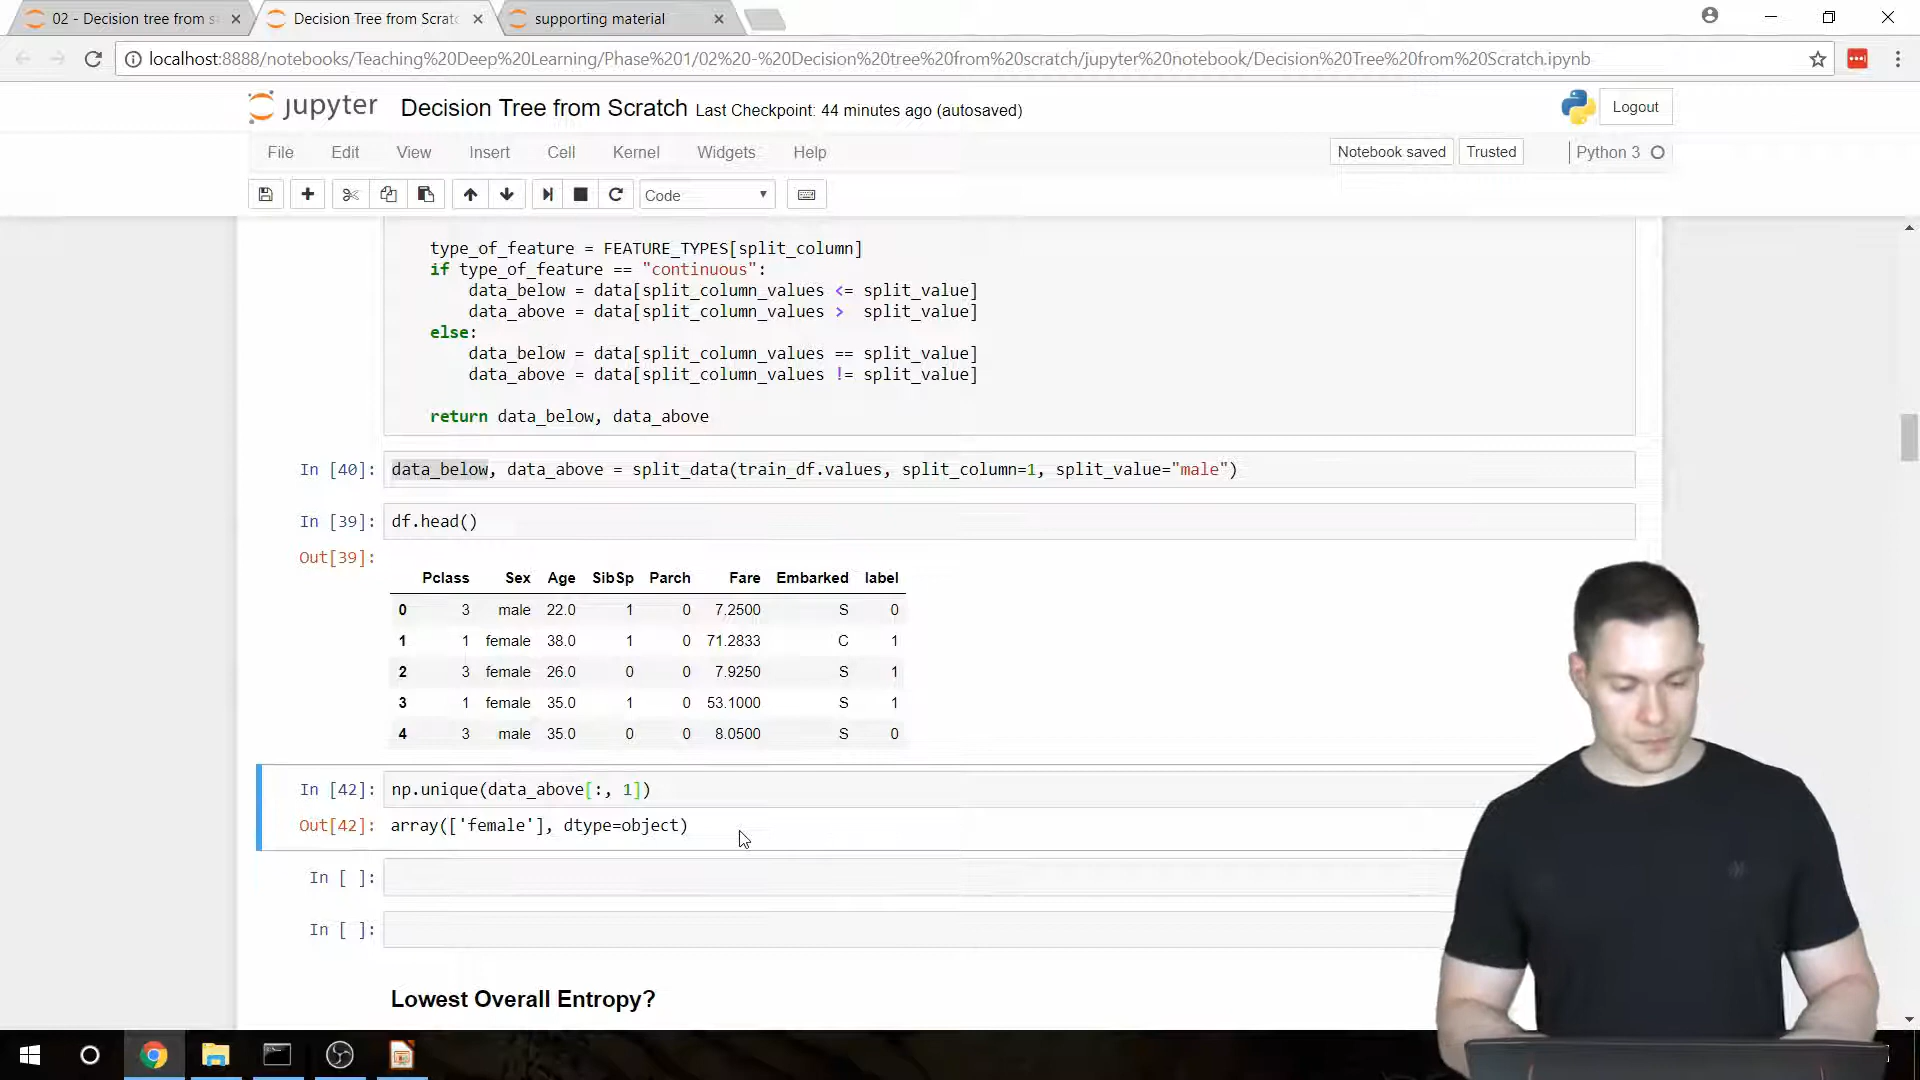 02 - Decision tree from s
Decision Tree from Scratc
supporting material
localhost:8888/notebooks/Teaching%20Deep%20Learning/Phase%201/02%20-%20Decision%20tree%20from%20scratch/jupyter%20notebook/Decision%20Tree%20from%20Scratch.ipynb
jupyter Decision Tree from Scratch Last Checkpoint: 44 minutes ago (autosaved)
Logout
File Edit View Insert Cell Kernel Widgets Help
Notebook saved Trusted Python 3
Code
type_of_feature = FEATURE_TYPES[split_column]
if type_of_feature == "continuous":
data_below = data[split_column_values <= split_value]
data_above = data[split_column_values >  split_value]
else:
data_below = data[split_column_values == split_value]
data_above = data[split_column_values != split_value]
return data_below, data_above
In [40]: data_below, data_above = split_data(train_df.values, split_column=1, split_value="male")
In [39]: df.head()
Out[39]:
Pclass Sex Age SibSp Parch Fare Embarked label
0 3 male 22.0 1 0 7.2500 S 0
1 1 female 38.0 1 0 71.2833 C 1
2 3 female 26.0 0 0 7.9250 S 1
3 1 female 35.0 1 0 53.1000 S 1
4 3 male 35.0 0 0 8.0500 S 0
In [42]: np.unique(data_above[:, 1])
Out[42]: array(['female'], dtype=object)
In [ ]:
In [ ]:
Lowest Overall Entropy?